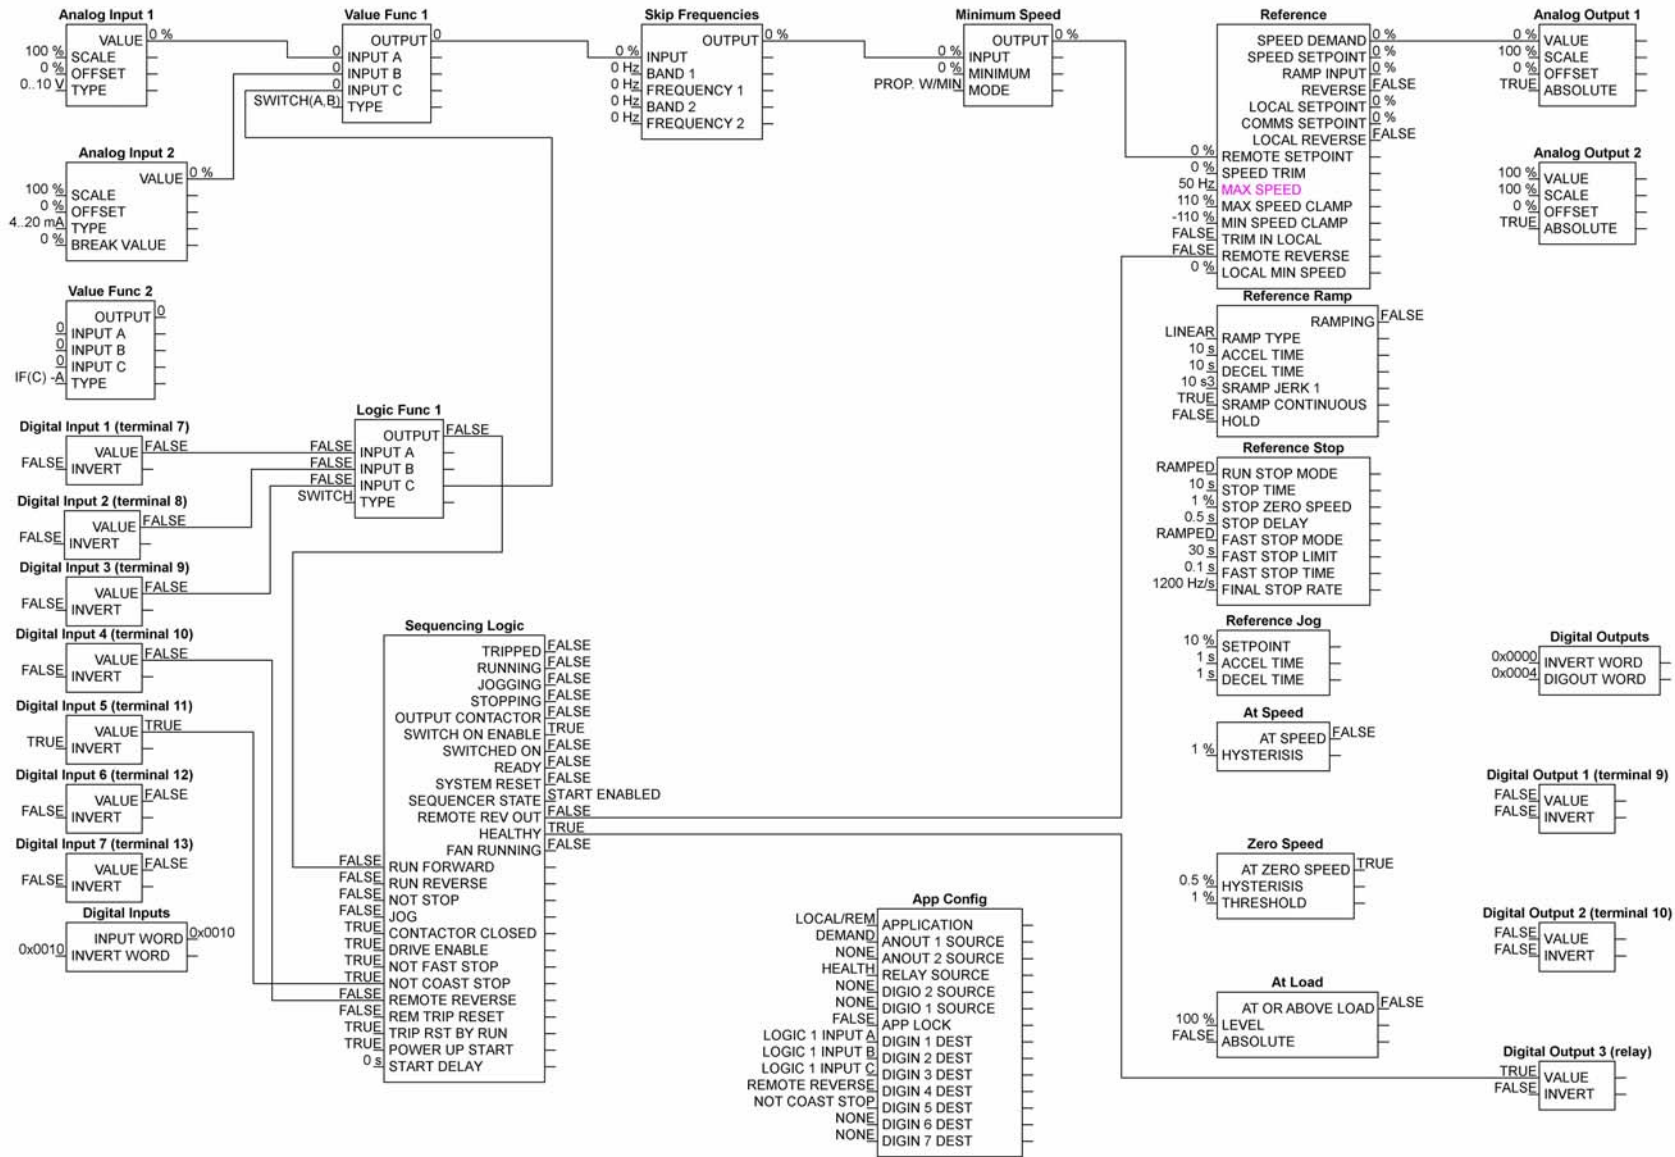 Analog Input 1
VALUE 0 %
100 % SCALE
0 % OFFSET
0..10 V TYPE
Analog Input 2
VALUE 0 %
100 % SCALE
0 % OFFSET
4..20 mA TYPE
0 % BREAK VALUE
Value Func 2
OUTPUT 0
0 INPUT A
0 INPUT B
0 INPUT C
IF(C) -A TYPE
Digital Input 1 (terminal 7)
VALUE FALSE
FALSE INVERT
Digital Input 2 (terminal 8)
VALUE FALSE
FALSE INVERT
Digital Input 3 (terminal 9)
VALUE FALSE
FALSE INVERT
Digital Input 4 (terminal 10)
VALUE FALSE
FALSE INVERT
Digital Input 5 (terminal 11)
VALUE TRUE
TRUE INVERT
Digital Input 6 (terminal 12)
VALUE FALSE
FALSE INVERT
Digital Input 7 (terminal 13)
VALUE FALSE
FALSE INVERT
Digital Inputs
INPUT WORD 0x0010
0x0010 INVERT WORD
Value Func 1
OUTPUT 0
0 INPUT A
0 INPUT B
0 INPUT C
SWITCH(A,B) TYPE
Logic Func 1
OUTPUT FALSE
FALSE INPUT A
FALSE INPUT B
FALSE INPUT C
SWITCH TYPE
Sequencing Logic
TRIPPED FALSE
RUNNING FALSE
JOGGING FALSE
STOPPING FALSE
OUTPUT CONTACTOR FALSE
SWITCH ON ENABLE TRUE
SWITCHED ON FALSE
READY FALSE
SYSTEM RESET FALSE
SEQUENCER STATE START ENABLED
REMOTE REV OUT FALSE
HEALTHY TRUE
FAN RUNNING FALSE
FALSE RUN FORWARD
FALSE RUN REVERSE
FALSE NOT STOP
FALSE JOG
TRUE CONTACTOR CLOSED
TRUE DRIVE ENABLE
TRUE NOT FAST STOP
TRUE NOT COAST STOP
FALSE REMOTE REVERSE
FALSE REM TRIP RESET
TRUE TRIP RST BY RUN
TRUE POWER UP START
0 s START DELAY
Skip Frequencies
OUTPUT 0 %
0 % INPUT
0 Hz BAND 1
0 Hz FREQUENCY 1
0 Hz BAND 2
0 Hz FREQUENCY 2
Minimum Speed
OUTPUT 0 %
0 % INPUT
0 % MINIMUM
PROP. W/MIN MODE
App Config
LOCAL/REM APPLICATION
DEMAND ANOUT 1 SOURCE
NONE ANOUT 2 SOURCE
HEALTH RELAY SOURCE
NONE DIGIO 2 SOURCE
NONE DIGIO 1 SOURCE
FALSE APP LOCK
LOGIC 1 INPUT A DIGIN 1 DEST
LOGIC 1 INPUT B DIGIN 2 DEST
LOGIC 1 INPUT C DIGIN 3 DEST
REMOTE REVERSE DIGIN 4 DEST
NOT COAST STOP DIGIN 5 DEST
NONE DIGIN 6 DEST
NONE DIGIN 7 DEST
Reference
SPEED DEMAND 0 %
SPEED SETPOINT 0 %
RAMP INPUT 0 %
REVERSE FALSE
LOCAL SETPOINT 0 %
COMMS SETPOINT 0 %
LOCAL REVERSE FALSE
0 % REMOTE SETPOINT
0 % SPEED TRIM
50 Hz MAX SPEED
110 % MAX SPEED CLAMP
-110 % MIN SPEED CLAMP
FALSE TRIM IN LOCAL
FALSE REMOTE REVERSE
0 % LOCAL MIN SPEED
Reference Ramp
RAMPING FALSE
LINEAR RAMP TYPE
10 s ACCEL TIME
10 s DECEL TIME
10 s3 SRAMP JERK 1
TRUE SRAMP CONTINUOUS
FALSE HOLD
Reference Stop
RAMPED RUN STOP MODE
10 s STOP TIME
1 % STOP ZERO SPEED
0.5 s STOP DELAY
RAMPED FAST STOP MODE
30 s FAST STOP LIMIT
0.1 s FAST STOP TIME
1200 Hz/s FINAL STOP RATE
Reference Jog
10 % SETPOINT
1 s ACCEL TIME
1 s DECEL TIME
At Speed
AT SPEED FALSE
1 % HYSTERISIS
Zero Speed
AT ZERO SPEED TRUE
0.5 % HYSTERISIS
1 % THRESHOLD
At Load
AT OR ABOVE LOAD FALSE
100 % LEVEL
FALSE ABSOLUTE
Analog Output 1
0 % VALUE
100 % SCALE
0 % OFFSET
TRUE ABSOLUTE
Analog Output 2
100 % VALUE
100 % SCALE
0 % OFFSET
TRUE ABSOLUTE
Digital Outputs
0x0000 INVERT WORD
0x0004 DIGOUT WORD
Digital Output 1 (terminal 9)
FALSE VALUE
FALSE INVERT
Digital Output 2 (terminal 10)
FALSE VALUE
FALSE INVERT
Digital Output 3 (relay)
TRUE VALUE
FALSE INVERT